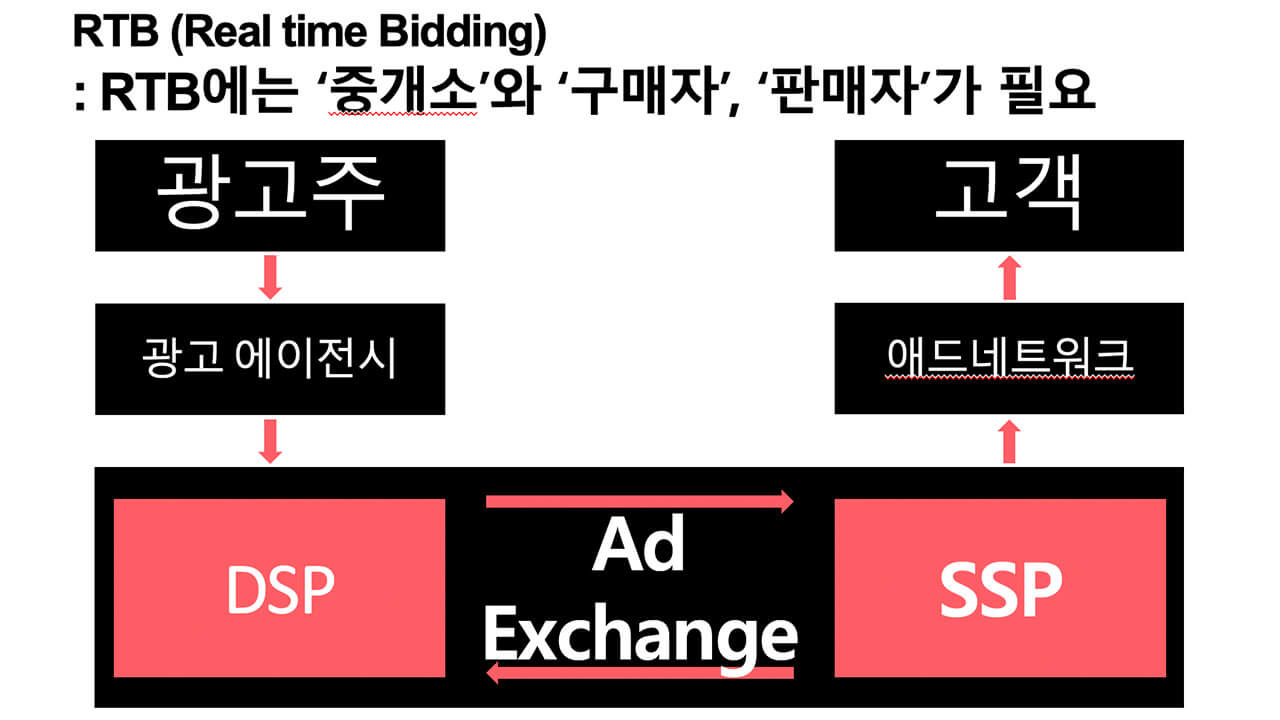 RTB (Real time Bidding)
: RTB에는 ‘중개소’와 ‘구매자’, ‘판매자’가 필요
광고주
고객
광고 에이전시
애드네트워크
DSP
Ad
Exchange
SSP